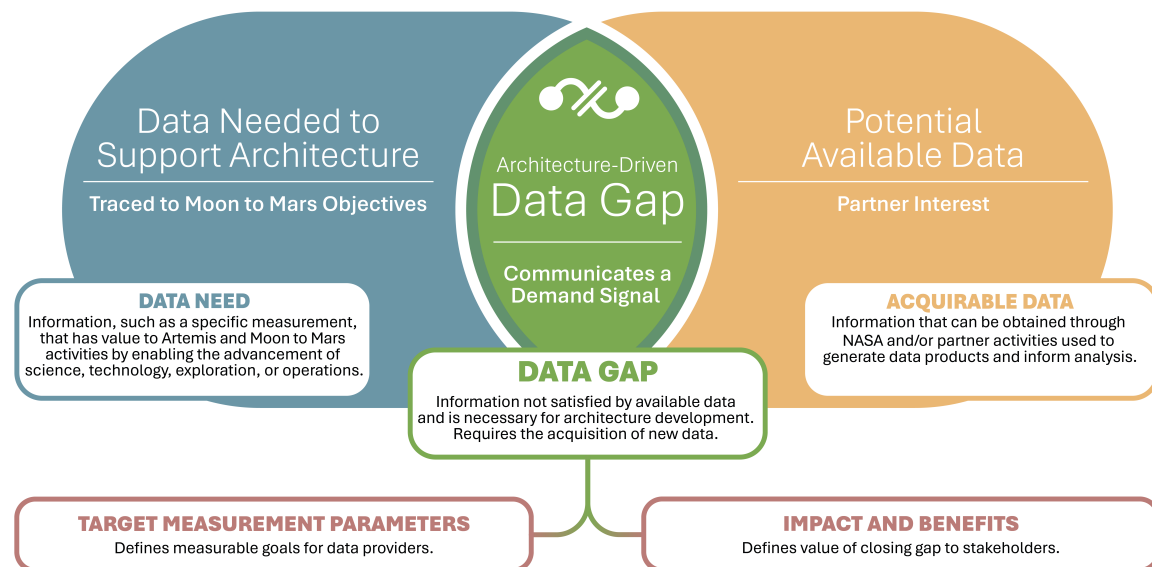 Data Needed to
Support Architecture
Traced to Moon to Mars Objectives
Architecture-Driven
Data Gap
Communicates a
Demand Signal
Potential
Available Data
Partner Interest
DATA NEED
Information, such as a specific measurement,
that has value to Artemis and Moon to Mars
activities by enabling the advancement of
science, technology, exploration, or operations.
ACQUIRABLE DATA
Information that can be obtained through
NASA and/or partner activities used to
generate data products and inform analysis.
DATA GAP
Information not satisfied by available data
and is necessary for architecture development.
Requires the acquisition of new data.
TARGET MEASUREMENT PARAMETERS
Defines measurable goals for data providers.
IMPACT AND BENEFITS
Defines value of closing gap to stakeholders.